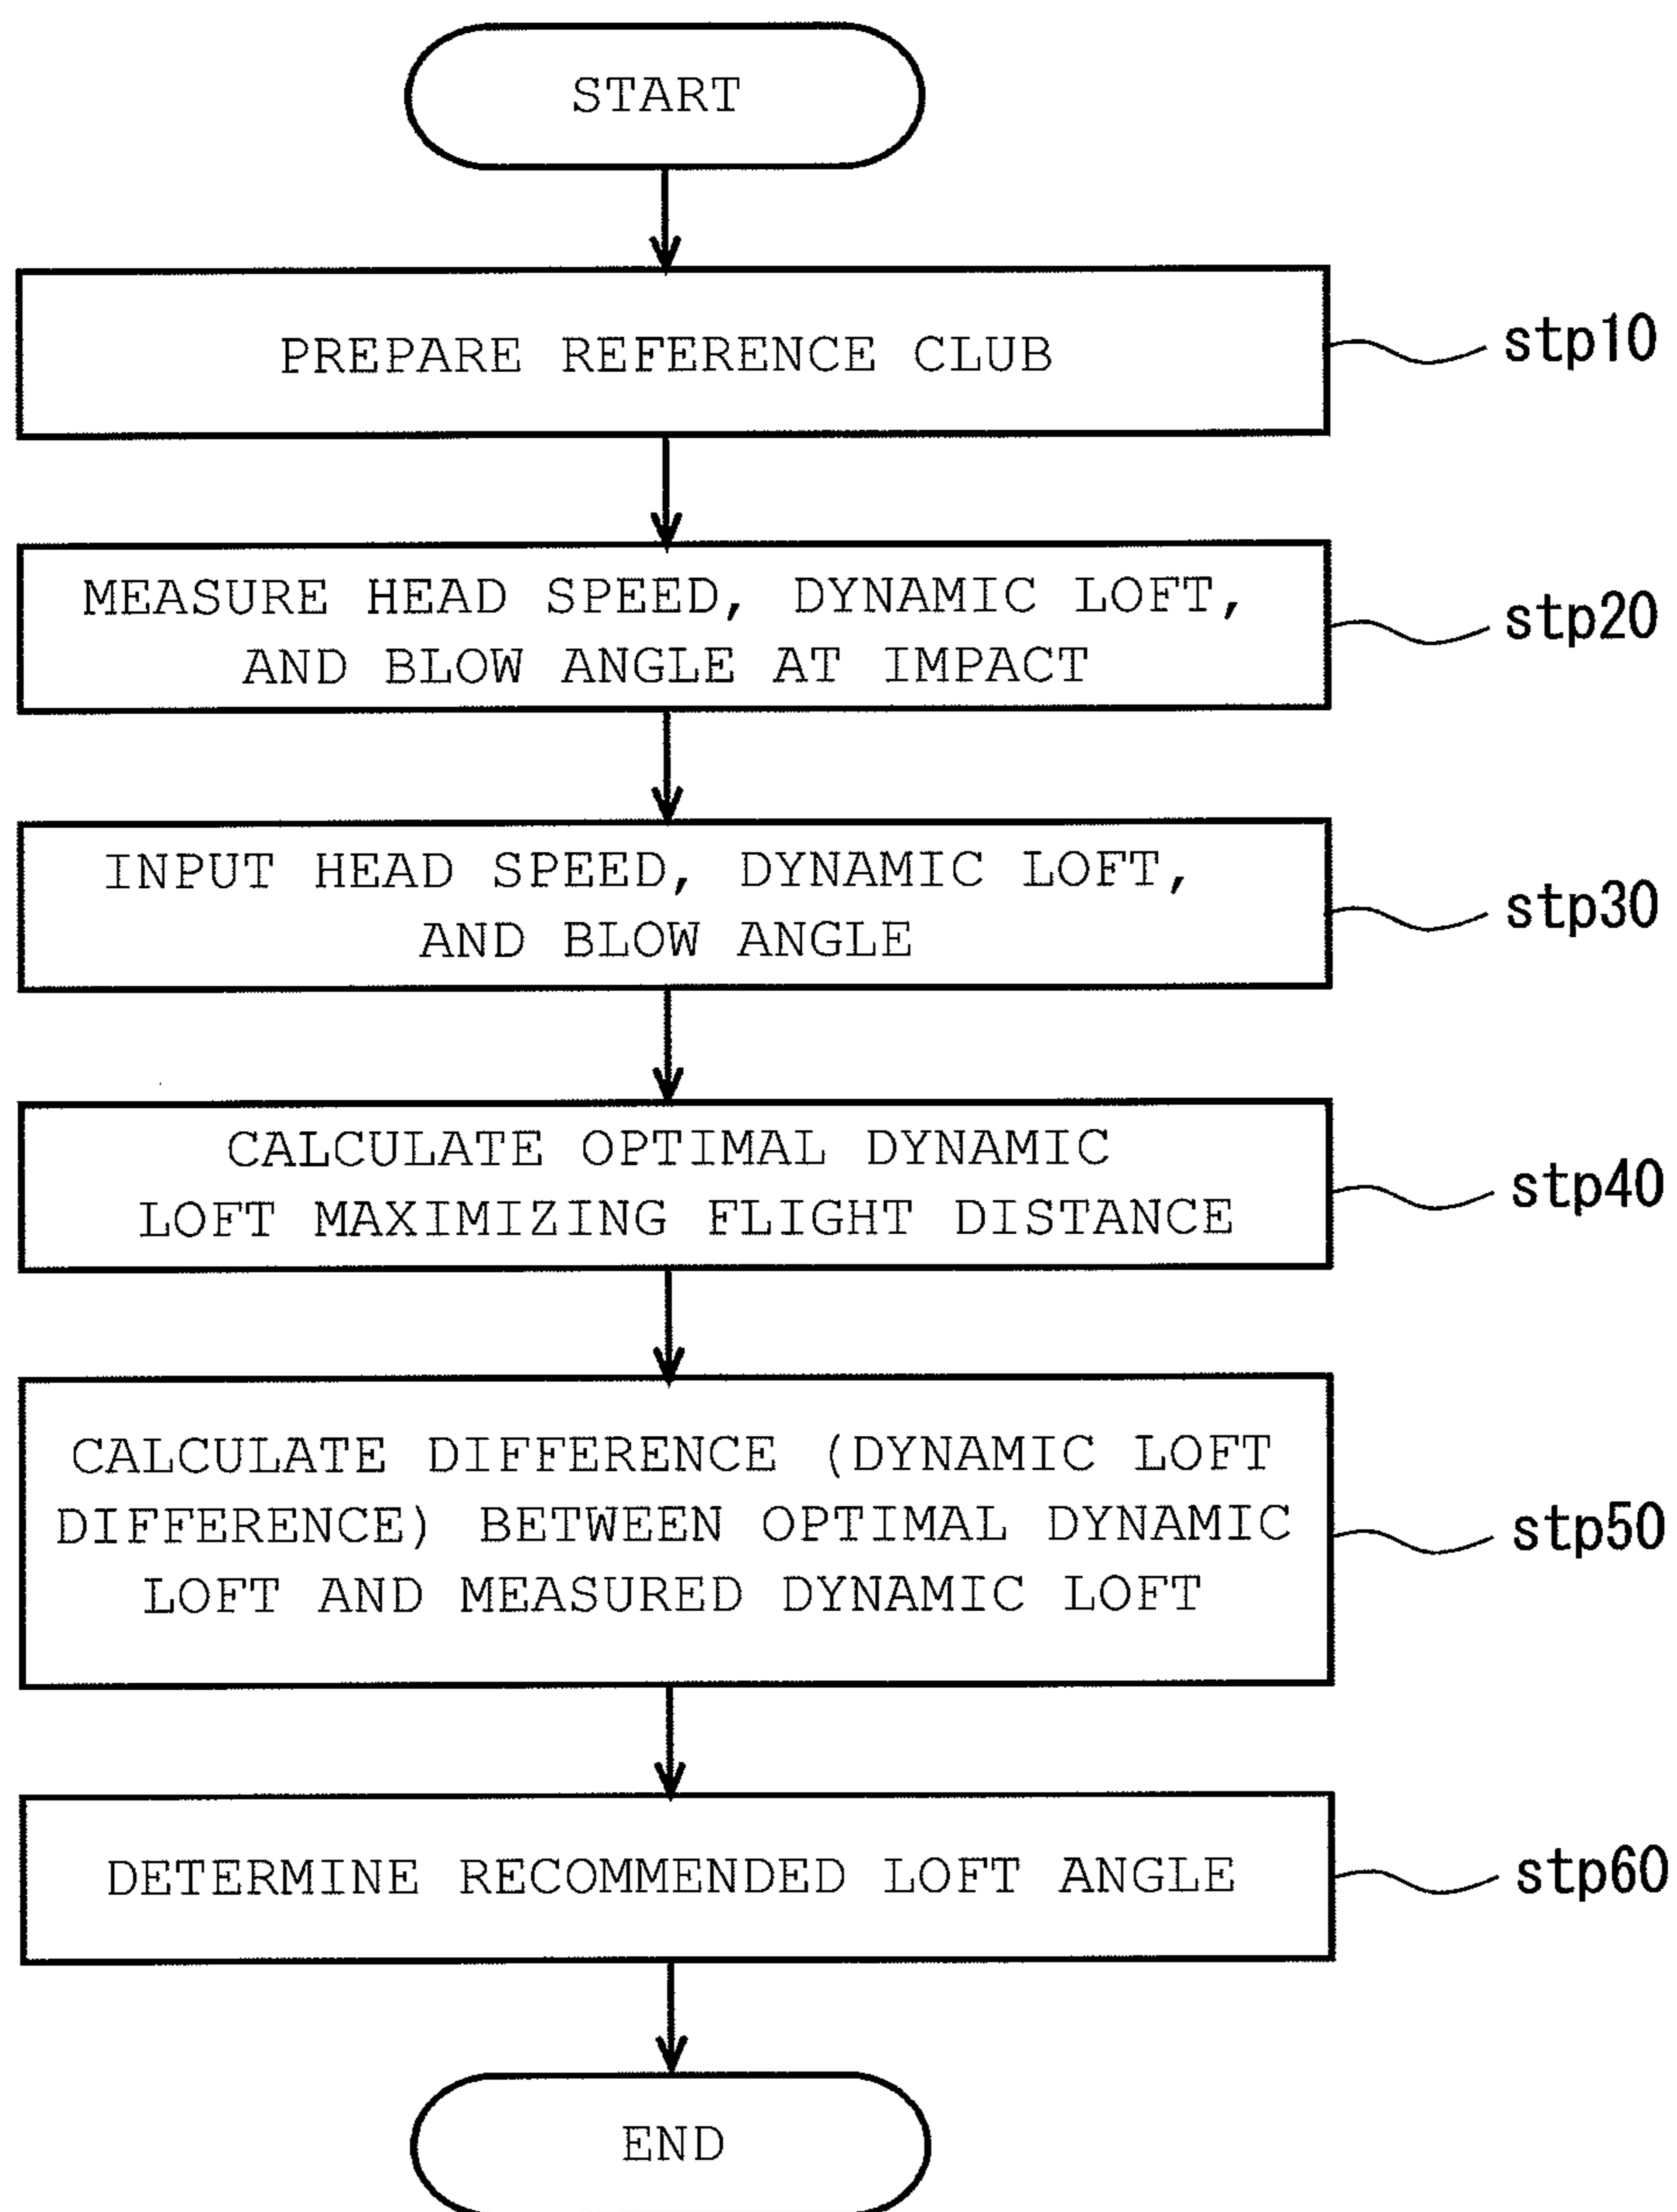 START
PREPARE REFERENCE CLUB
stp10
MEASURE HEAD SPEED, DYNAMIC LOFT,
AND BLOW ANGLE AT IMPACT
stp20
INPUT HEAD SPEED, DYNAMIC LOFT,
AND BLOW ANGLE
stp30
CALCULATE OPTIMAL DYNAMIC
LOFT MAXIMIZING FLIGHT DISTANCE
stp40
CALCULATE DIFFERENCE (DYNAMIC LOFT
DIFFERENCE) BETWEEN OPTIMAL DYNAMIC
LOFT AND MEASURED DYNAMIC LOFT
stp50
DETERMINE RECOMMENDED LOFT ANGLE
stp60
END